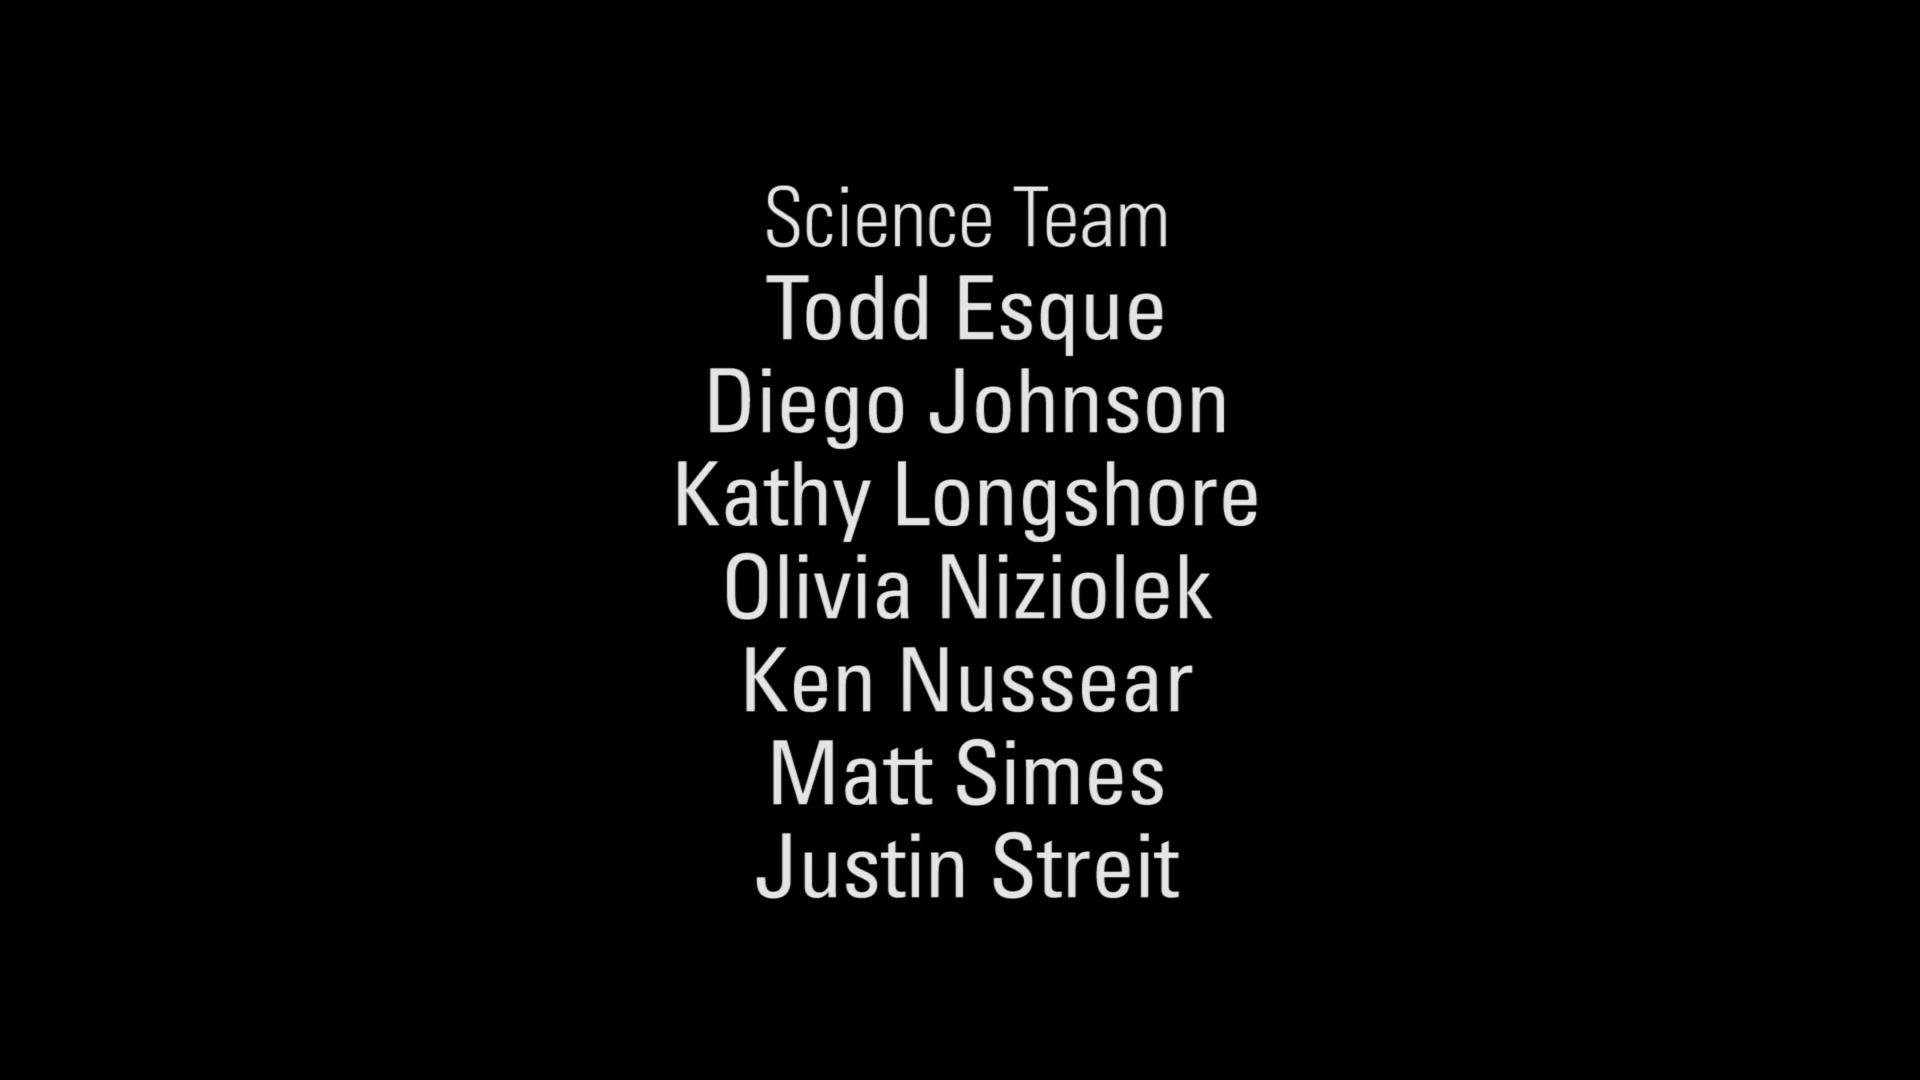 Science Team
Todd Esque
Diego Johnson
Kathy Longshore
Olivia Niziolek
Ken Nussear
Matt Simes
Justin Streit